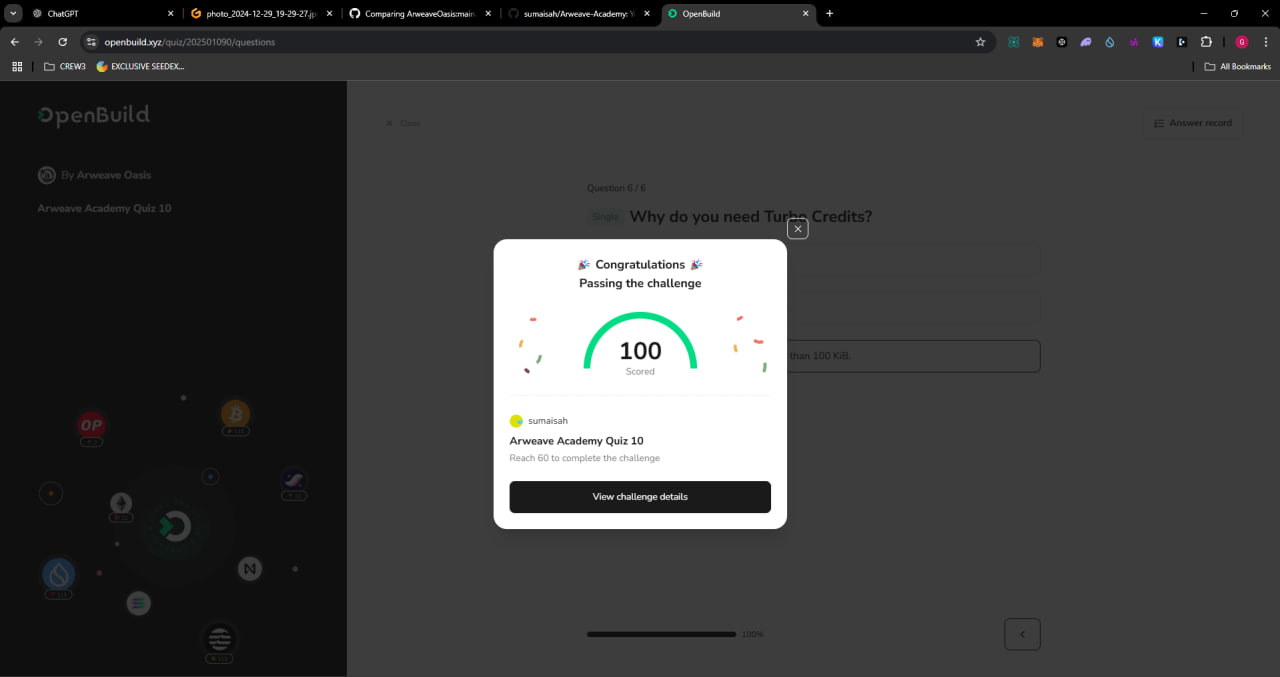 ChatGPT
photo_2024-12-29_19-29-27.jp
Comparing ArweaveOasis:main
sumaisah/Arweave-Academy: Y
OpenBuild
openbuild.xyz/quiz/202501090/questions
G
CREW3
EXCLUSIVE SEEDEX...
All Bookmarks
OpenBuild
Close
Answer record
By Arweave Oasis
Arweave Academy Quiz 10
Question 6 / 6
Single
Why do you need Turbo Credits?
Congratulations
Passing the challenge
100
Scored
than 100 KiB.
sumaisah
Arweave Academy Quiz 10
Reach 60 to complete the challenge
View challenge details
OP
100%